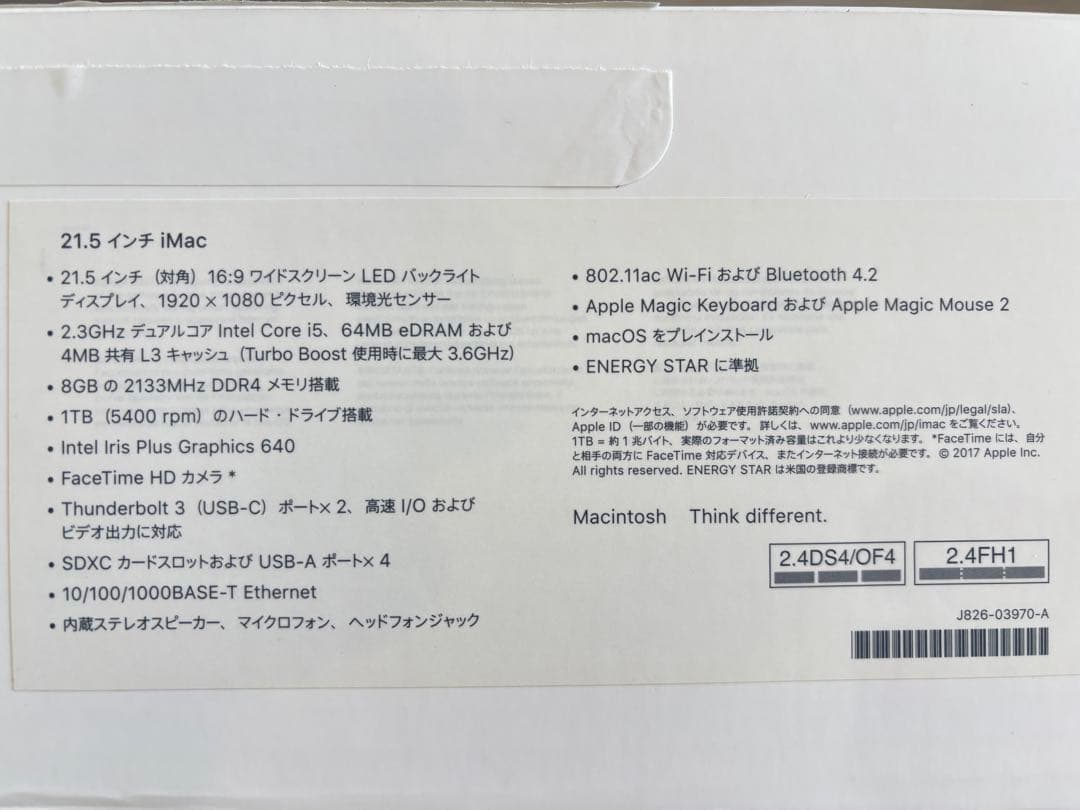 21.5 インチ iMac
• 21.5 インチ（対角）16:9 ワイドスクリーン LED バックライト
ディスプレイ、1920 × 1080 ピクセル、環境光センサー
• 2.3GHz デュアルコア Intel Core i5、64MB eDRAM および
4MB 共有 L3 キャッシュ（Turbo Boost 使用時に最大 3.6GHz）
• 8GB の 2133MHz DDR4 メモリ搭載
• 1TB（5400 rpm）のハード・ドライブ搭載
• Intel Iris Plus Graphics 640
• FaceTime HD カメラ *
• Thunderbolt 3（USB-C）ポート× 2、高速 I/O および
ビデオ出力に対応
• SDXC カードスロットおよび USB-A ポート× 4
• 10/100/1000BASE-T Ethernet
• 内蔵ステレオスピーカー、マイクロフォン、ヘッドフォンジャック
• 802.11ac Wi-Fi および Bluetooth 4.2
• Apple Magic Keyboard および Apple Magic Mouse 2
• macOS をプレインストール
• ENERGY STAR に準拠
インターネットアクセス、ソフトウェア使用許諾契約への同意（www.apple.com/jp/legal/sla）、
Apple ID（一部の機能）が必要です。詳しくは、www.apple.com/jp/imac をご覧ください。
1TB = 約 1 兆バイト、実際のフォーマット済み容量はこれより少なくなります。*FaceTime には、自分
と相手の両方に FaceTime 対応デバイス、またインターネット接続が必要です。© 2017 Apple Inc.
All rights reserved. ENERGY STAR は米国の登録商標です。
Macintosh Think different.
2.4DS4/OF4
2.4FH1
J826-03970-A